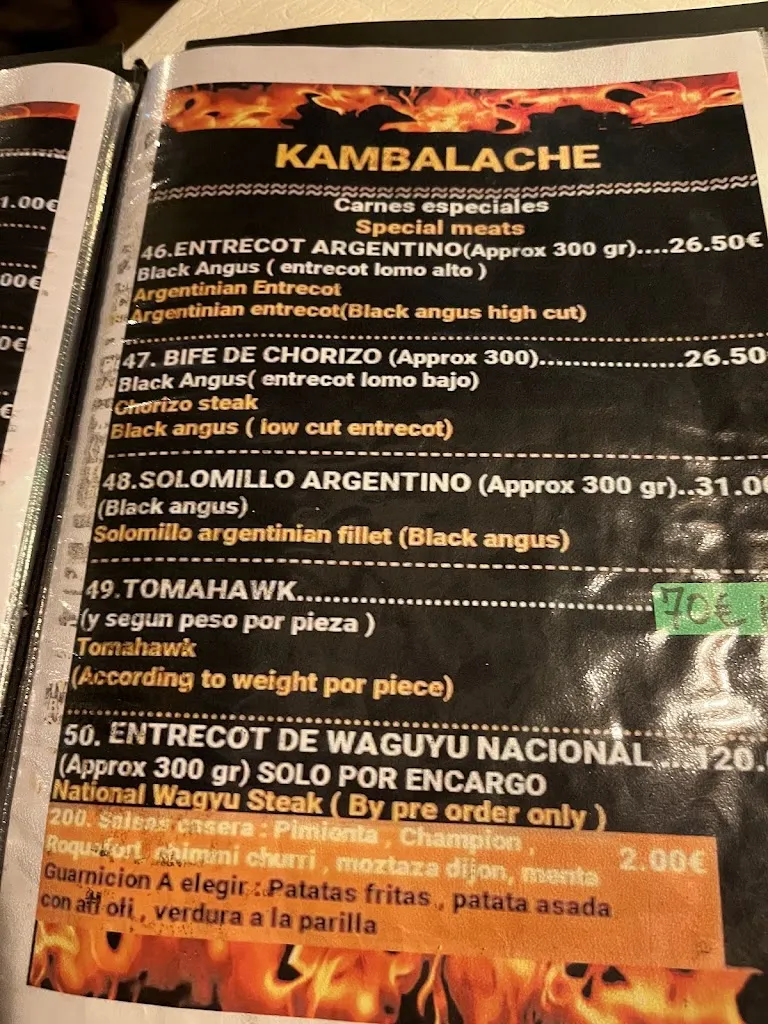 1.00€
00€
0€
€
KAMBALACHE
Carnes especiales
Special meats
46.ENTRECOT ARGENTINO(Approx 300 gr)....26.50€
Black Angus ( entrecot lomo alto )
Argentinian Entrecot
Argentinian entrecot(Black angus high cut)
47. BIFE DE CHORIZO (Approx 300)................26.50
Black Angus( entrecot lomo bajo)
Chorizo steak
Black angus ( low cut entrecot)
48.SOLOMILLO ARGENTINO (Approx 300 gr)..31.0
(Black angus)
Solomillo argentinian fillet (Black angus)
49.TOMAHAWK.......................................70€
(y segun peso por pieza )
Tomahawk
(According to weight por piece)
50. ENTRECOT DE WAGUYU NACIONAL ...120.
(Approx 300 gr) SOLO POR ENCARGO
National Wagyu Steak ( By pre order only )
200. Salsas casera : Pimienta , Champion ,
Roquefort, chimmi churri , moztaza dijon, menta 2.00€
Guarnicion A elegir : Patatas fritas , patata asada
con oli , verdura a la parilla